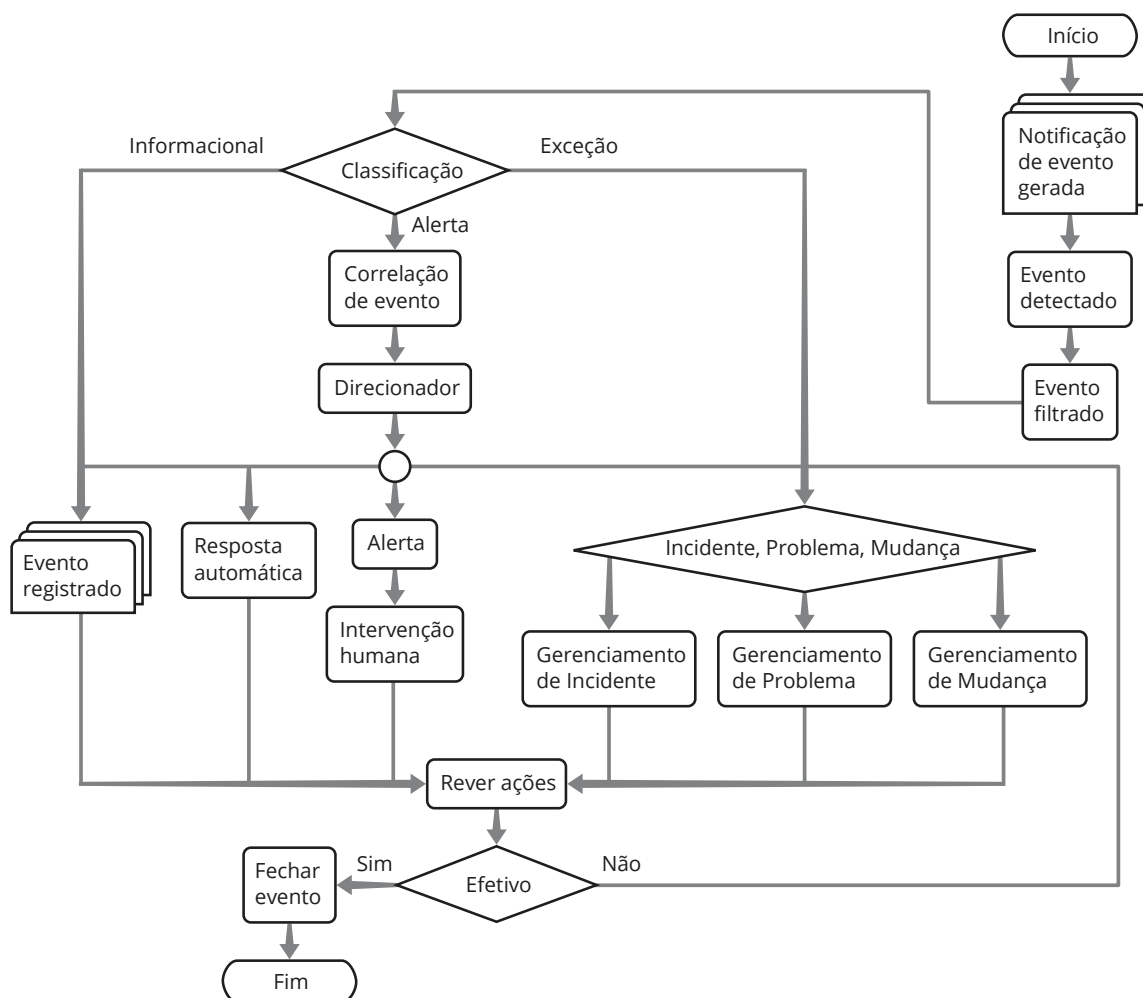 Início
Notificação
de evento
gerada
Evento
detectado
Evento
filtrado
Informacional
Classificação
Exceção
Alerta
Correlação
de evento
Direcionador
Evento
registrado
Resposta
automática
Alerta
Intervenção
humana
Incidente, Problema, Mudança
Gerenciamento
de Incidente
Gerenciamento
de Problema
Gerenciamento
de Mudança
Rever ações
Efetivo
Sim
Não
Fechar
evento
Fim